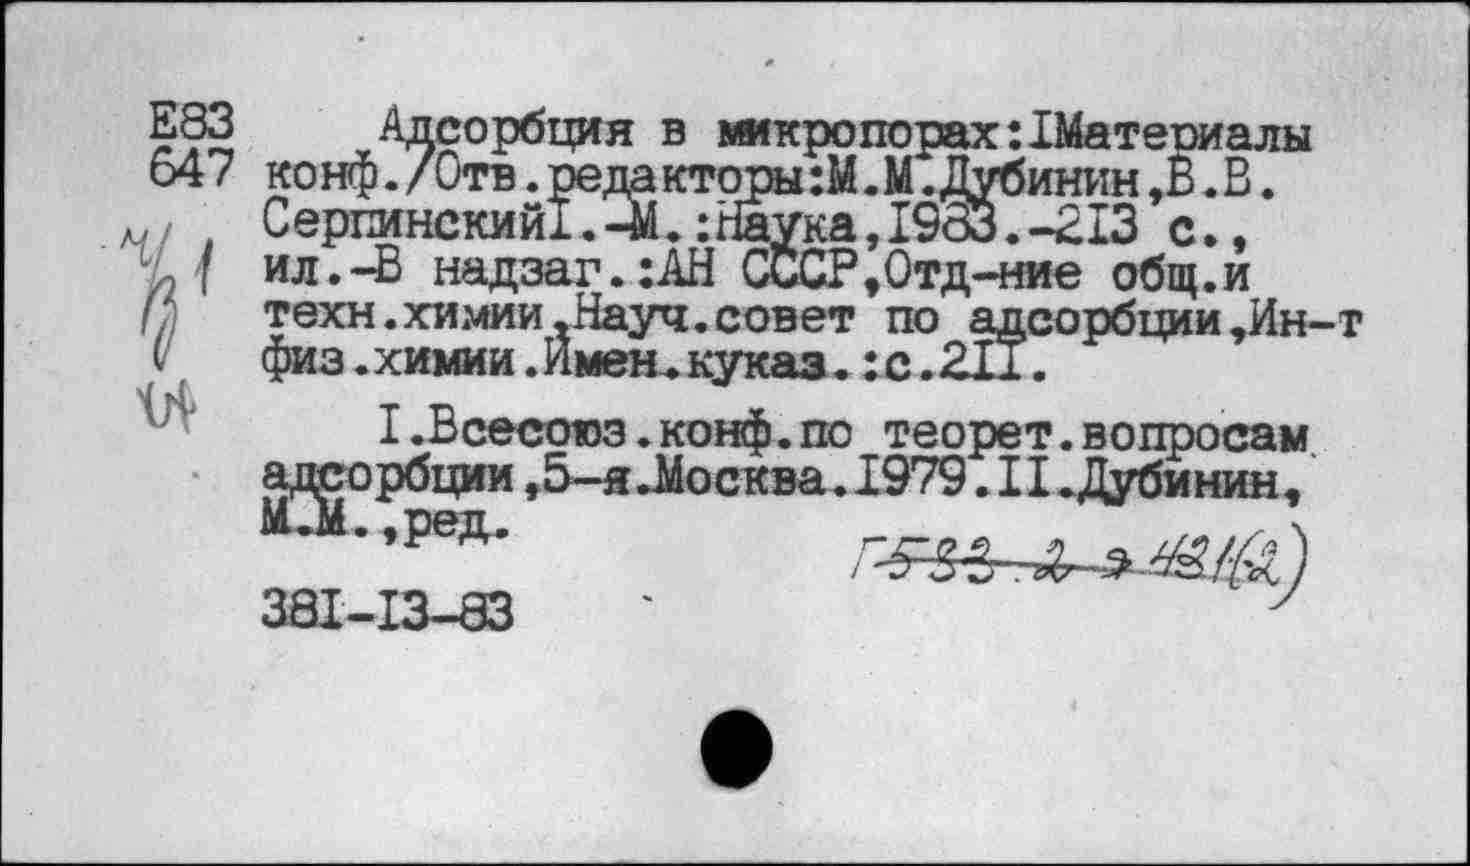 Е83 Адсорбция в микропорах:IМатериалы
647 конф./Отв.редакторы:М.М.Дубинин,В.В.
СерпинскийI.-М.:Наука,1983.-213 с.,
ил.-В надзаг.:АН СССР,Отд-ние общ.и
техн.химии.Науч.совет по адсорбции,Ин-т
физ.химии.Имен.куказ.:с.211.
I.Всесоюз.конф.по теорет.вопросам
адсорбции,5-я.Москва.1979.II.Дубинин,
М.М.,ред.
381-13-83